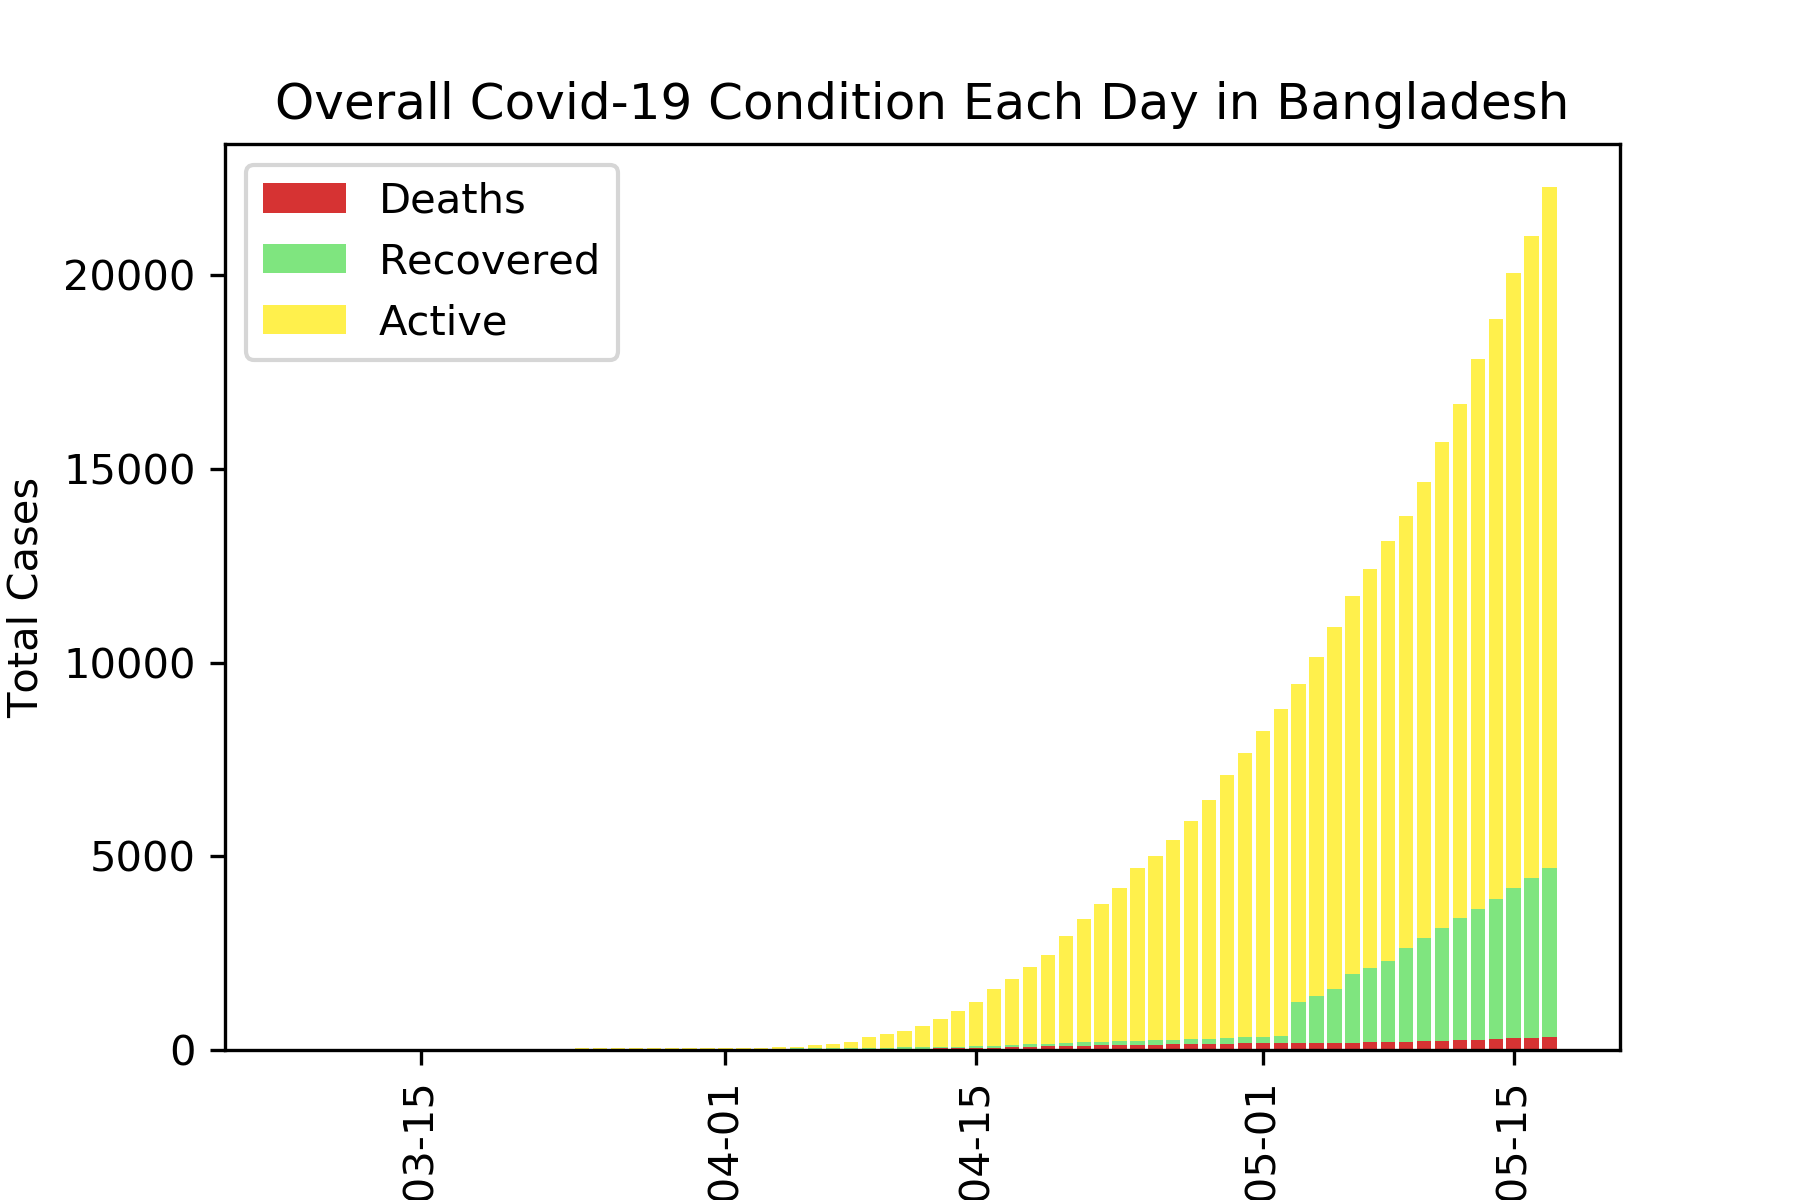 Overall Covid-19 Condition Each Day in Bangladesh
Deaths
Recovered
Active
Total Cases
20000
15000
10000
5000
0
03-15
04-01
04-15
05-01
05-15